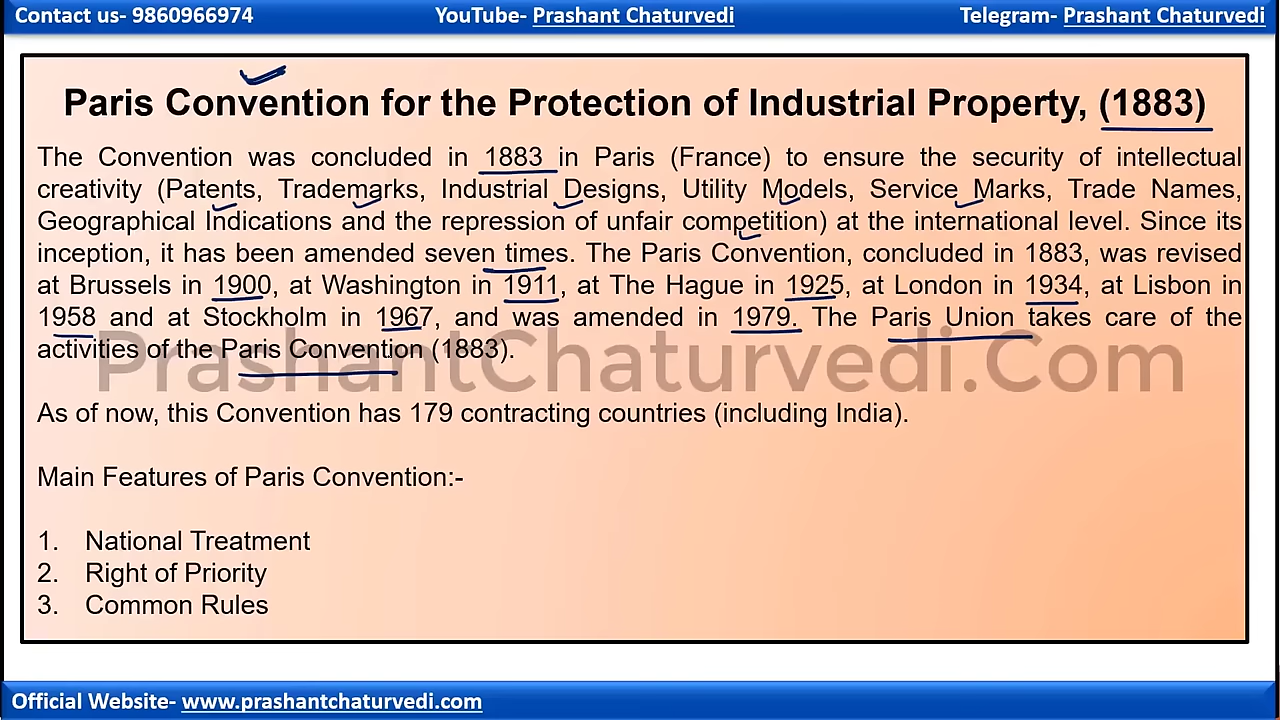 Contact us- 9860966974 YouTube- Prashant Chaturvedi Telegram- Prashant Chaturvedi
Paris Convention for the Protection of Industrial Property, (1883)
The Convention was concluded in 1883 in Paris (France) to ensure the security of intellectual
creativity (Patents, Trademarks, Industrial Designs, Utility Models, Service Marks, Trade Names,
Geographical Indications and the repression of unfair competition) at the international level. Since its
inception, it has been amended seven times. The Paris Convention, concluded in 1883, was revised
at Brussels in 1900, at Washington in 1911, at The Hague in 1925, at London in 1934, at Lisbon in
1958 and at Stockholm in 1967, and was amended in 1979. The Paris Union takes care of the
activities of the Paris Convention (1883).
PrashantChaturvedi.Com
As of now, this Convention has 179 contracting countries (including India).
Main Features of Paris Convention:-
1. National Treatment
2. Right of Priority
3. Common Rules
Official Website- www.prashantchaturvedi.com